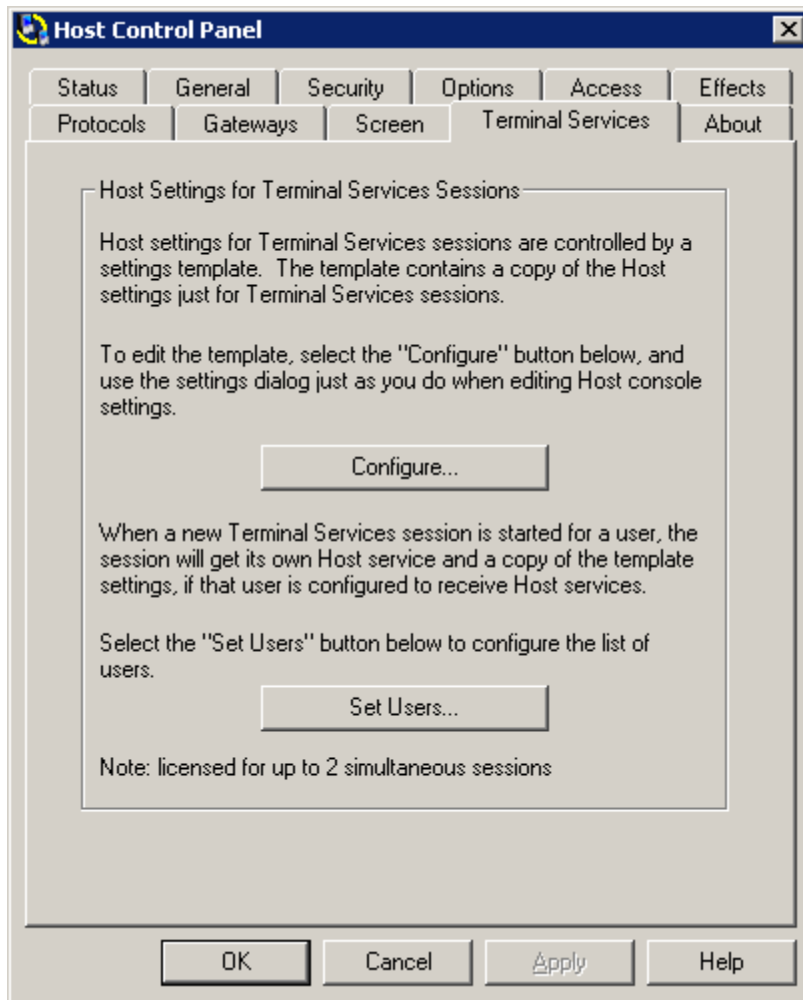 Host Control Panel
Status General Security Options Access Effects
Protocols Gateways Screen Terminal Services About
Host Settings for Terminal Services Sessions
Host settings for Terminal Services sessions are controlled by a
settings template. The template contains a copy of the Host
settings just for Terminal Services sessions.
To edit the template, select the "Configure" button below, and
use the settings dialog just as you do when editing Host console
settings.
Configure...
When a new Terminal Services session is started for a user, the
session will get its own Host service and a copy of the template
settings, if that user is configured to receive Host services.
Select the "Set Users" button below to configure the list of
users.
Set Users...
Note: licensed for up to 2 simultaneous sessions
OK Cancel Apply Help